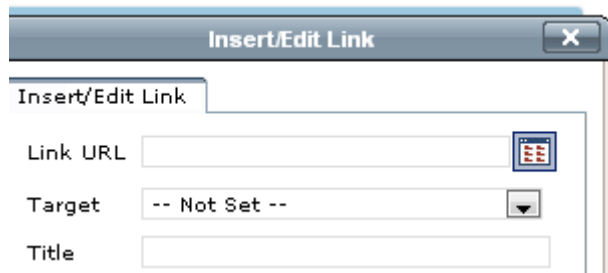 Insert/Edit Link
Insert/Edit Link
Link URL
Target -- Not Set --
Title